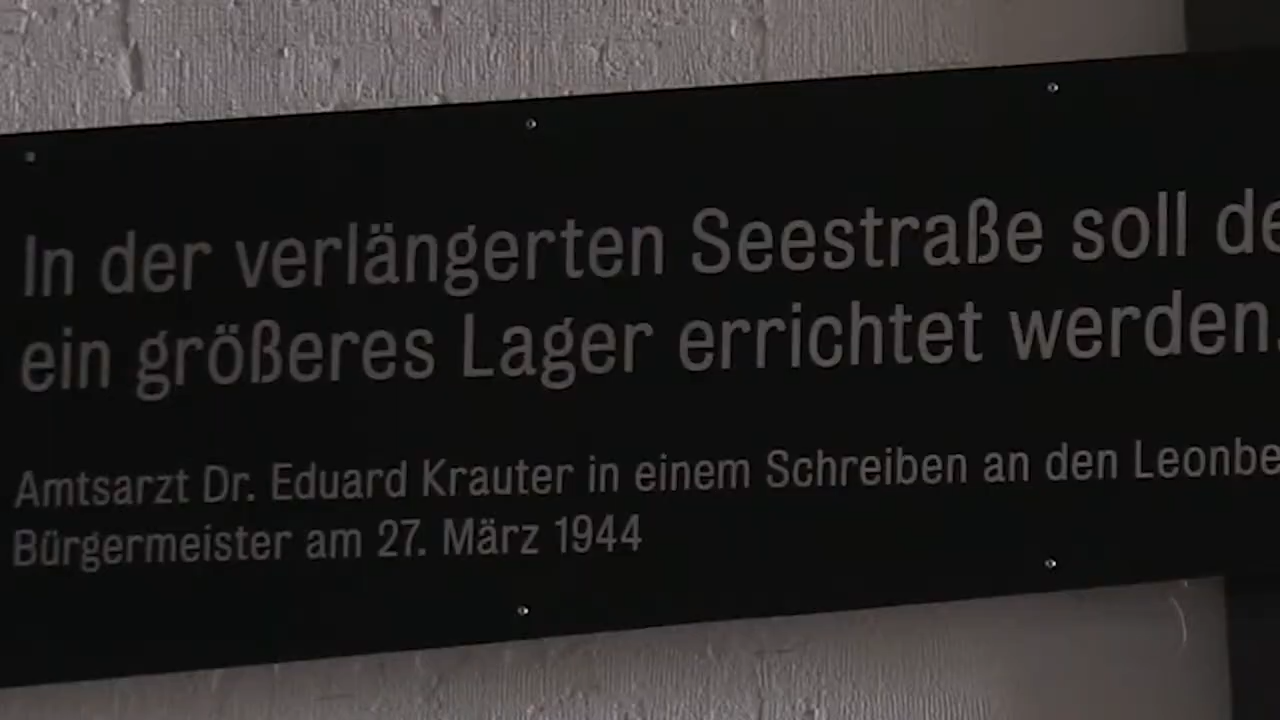 In der verlängerten Seestraße soll de
ein größeres Lager errichtet werden.
Amtsarzt Dr. Eduard Krauter in einem Schreiben an den Leonbe
Bürgermeister am 27. März 1944